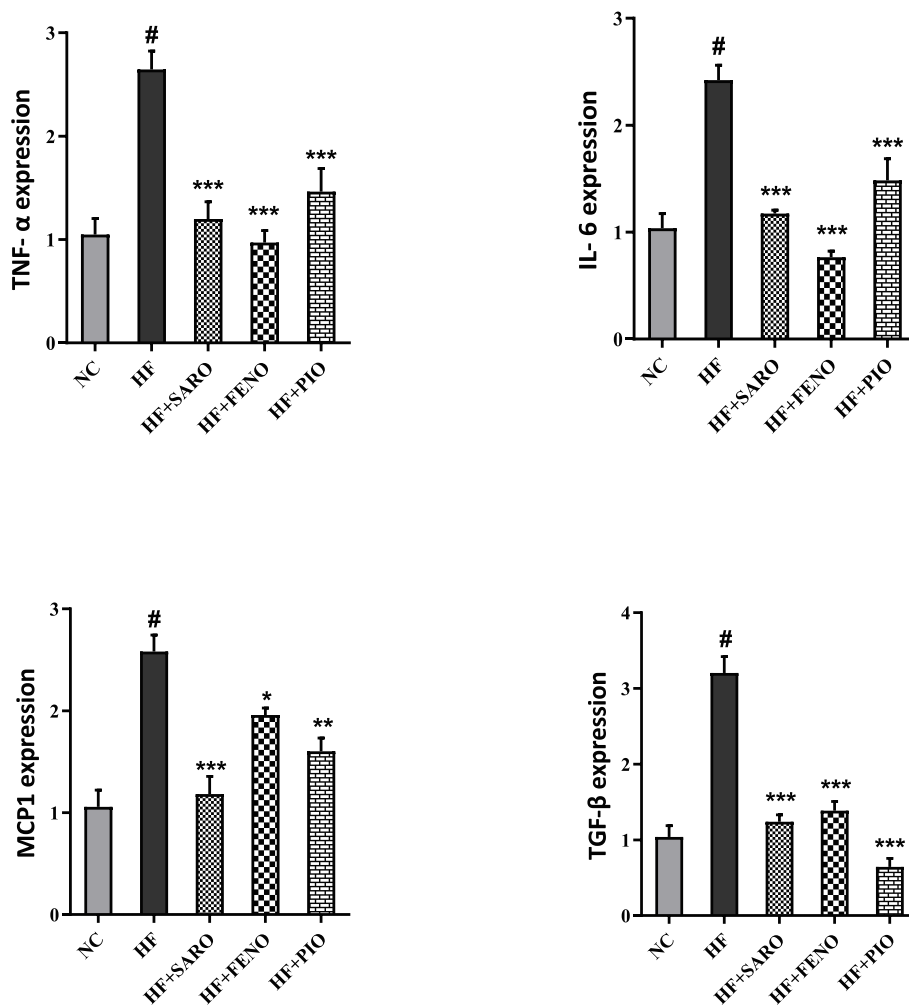 TNF- α expression
3
2
1
0
#
***
***
***
NC
HF
HF+SARO
HF+FENO
HF+PIO
IL- 6 expression
3
2
1
0
#
***
***
***
NC
HF
HF+SARO
HF+FENO
HF+PIO
MCP1 expression
3
2
1
0
#
***
*
**
NC
HF
HF+SARO
HF+FENO
HF+PIO
TGF-β expression
4
3
2
1
0
#
***
***
***
NC
HF
HF+SARO
HF+FENO
HF+PIO